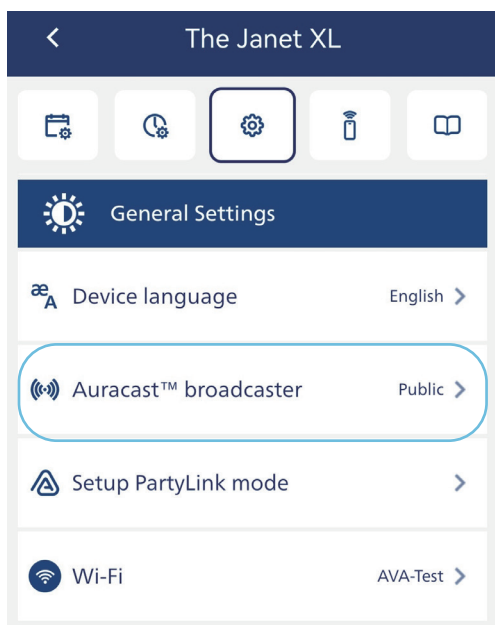 The Janet XL
General Settings
Device language English
Auracast™ broadcaster Public
Setup PartyLink mode
Wi-Fi AVA-Test